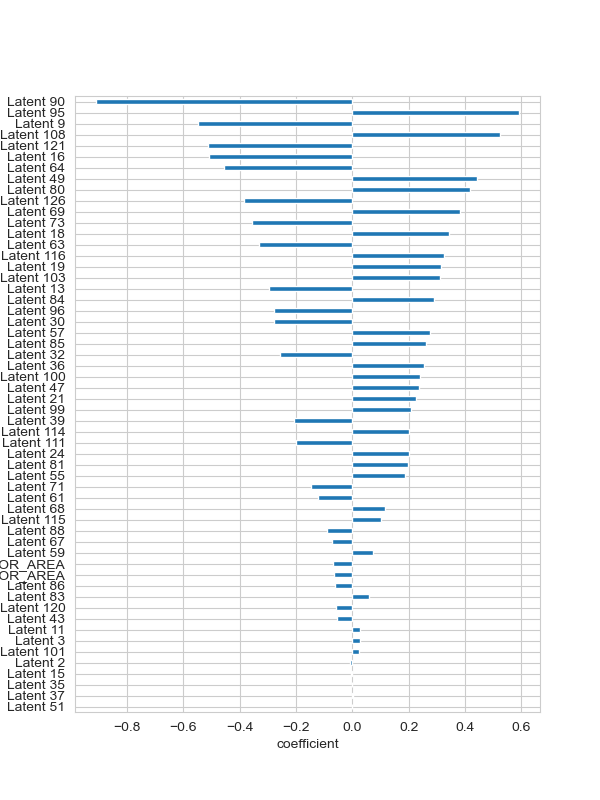 Latent 90
Latent 95
Latent 9
Latent 108
Latent 121
Latent 16
Latent 64
Latent 49
Latent 80
Latent 126
Latent 69
Latent 73
Latent 18
Latent 63
Latent 116
Latent 19
Latent 103
Latent 13
Latent 84
Latent 96
Latent 30
Latent 57
Latent 85
Latent 32
Latent 36
Latent 100
Latent 47
Latent 21
Latent 99
Latent 39
Latent 114
Latent 111
Latent 24
Latent 81
Latent 55
Latent 71
Latent 61
Latent 68
Latent 115
Latent 88
Latent 67
Latent 59
OR_AREA
OR_AREA
Latent 86
Latent 83
Latent 120
Latent 43
Latent 11
Latent 3
Latent 101
Latent 2
Latent 15
Latent 35
Latent 37
Latent 51
−0.8 −0.6 −0.4 −0.2 0.0 0.2 0.4 0.6
coefficient